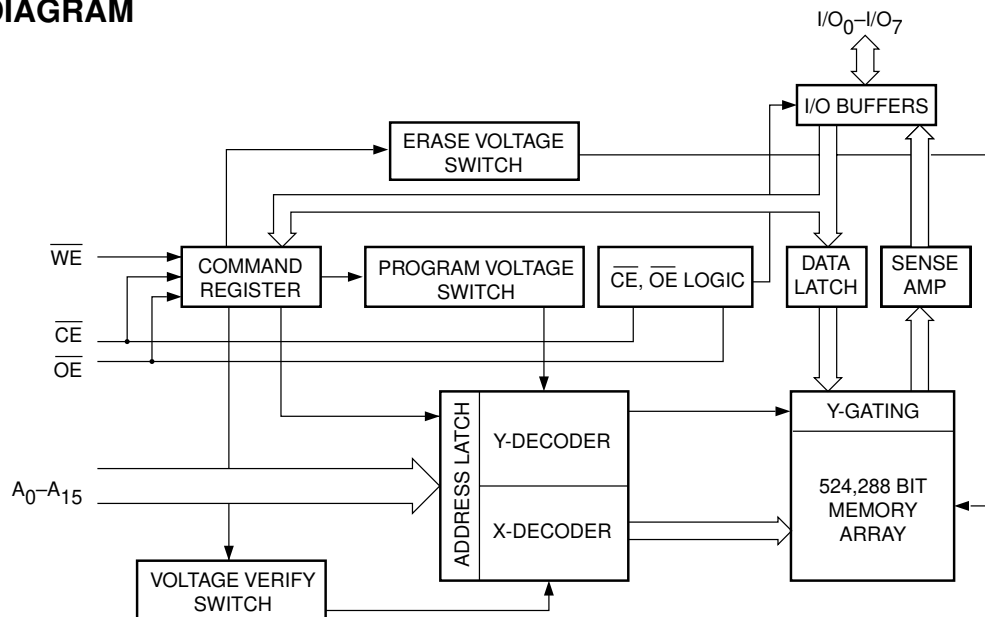 DIAGRAM
I/O0–I/O7
I/O BUFFERS
ERASE VOLTAGE
SWITCH
WE
COMMAND
REGISTER
PROGRAM VOLTAGE
SWITCH
CE, OE LOGIC
DATA
LATCH
SENSE
AMP
CE
OE
ADDRESS LATCH
Y-DECODER
Y-GATING
A0–A15
X-DECODER
524,288 BIT
MEMORY
ARRAY
VOLTAGE VERIFY
SWITCH